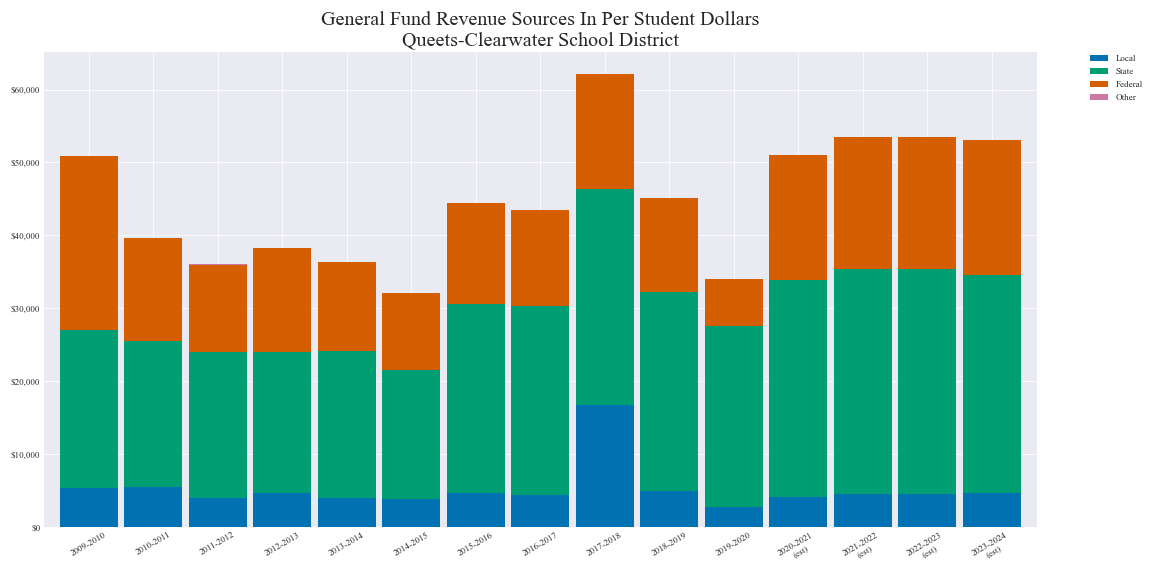 General Fund Revenue Sources In Per Student Dollars
Queets-Clearwater School District
Local
State
Federal
Other
$60,000
$50,000
$40,000
$30,000
$20,000
$10,000
$0
2009-2010
2010-2011
2011-2012
2012-2013
2013-2014
2014-2015
2015-2016
2016-2017
2017-2018
2018-2019
2019-2020
2020-2021
(est)
2021-2022
(est)
2022-2023
(est)
2023-2024
(est)